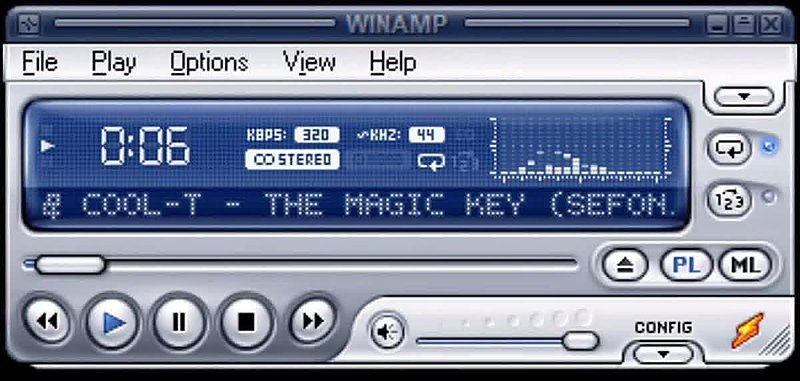 WINAMP
File Play Options View Help
0:06
KBPS: 320 KHZ: 44
STEREO
COOL-T - THE MAGIC KEY (SEFON.
123
PL ML
CONFIG